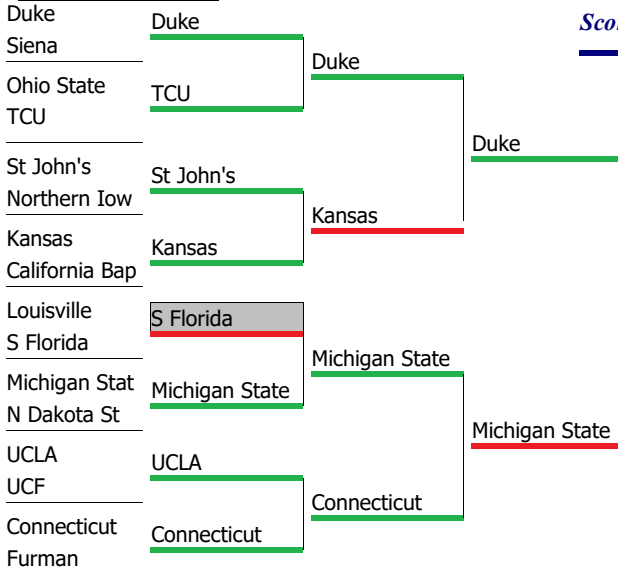 Duke
Siena
Ohio State
TCU
St John's
Northern Iow
Kansas
California Bap
Louisville
S Florida
Michigan Stat
N Dakota St
UCLA
UCF
Connecticut
Furman
Duke
TCU
St John's
Kansas
S Florida
Michigan State
UCLA
Connecticut
Duke
Kansas
Michigan State
Connecticut
Duke
Michigan State